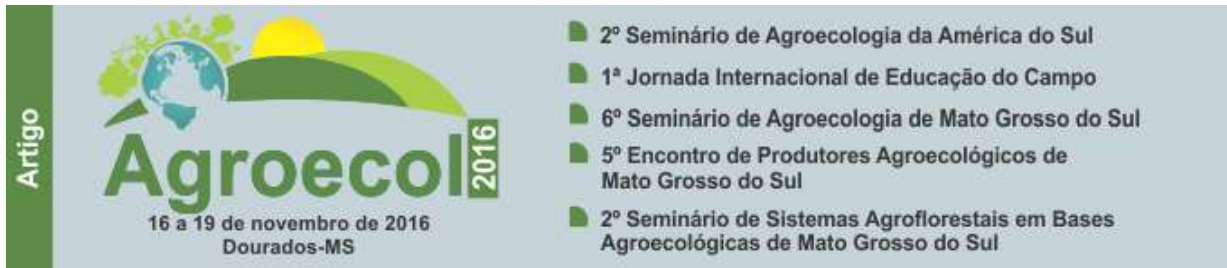 Artigo
Agroecol
2016
16 a 19 de novembro de 2016
Dourados-MS
2º Seminário de Agroecologia da América do Sul
1ª Jornada Internacional de Educação do Campo
6º Seminário de Agroecologia de Mato Grosso do Sul
5º Encontro de Produtores Agroecológicos de
Mato Grosso do Sul
2º Seminário de Sistemas Agroflorestais em Bases
Agroecológicas de Mato Grosso do Sul